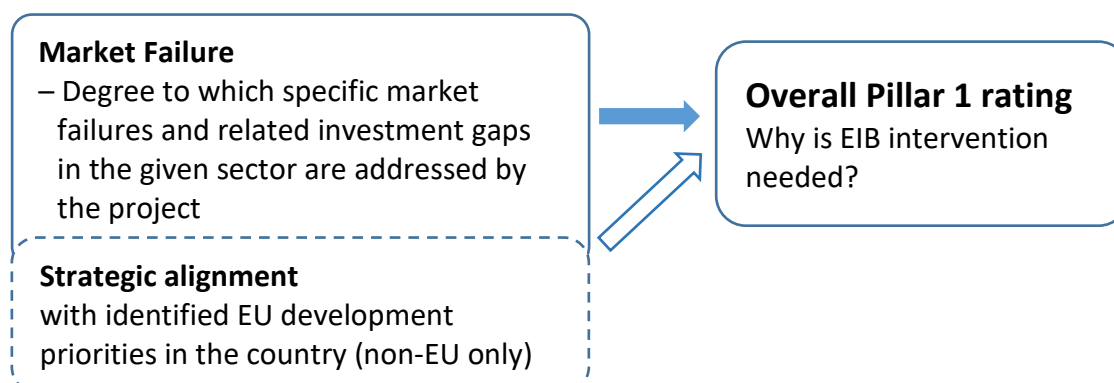 Market Failure
– Degree to which specific market
failures and related investment gaps
in the given sector are addressed by
the project
Strategic alignment
with identified EU development
priorities in the country (non-EU only)
Overall Pillar 1 rating
Why is EIB intervention
needed?